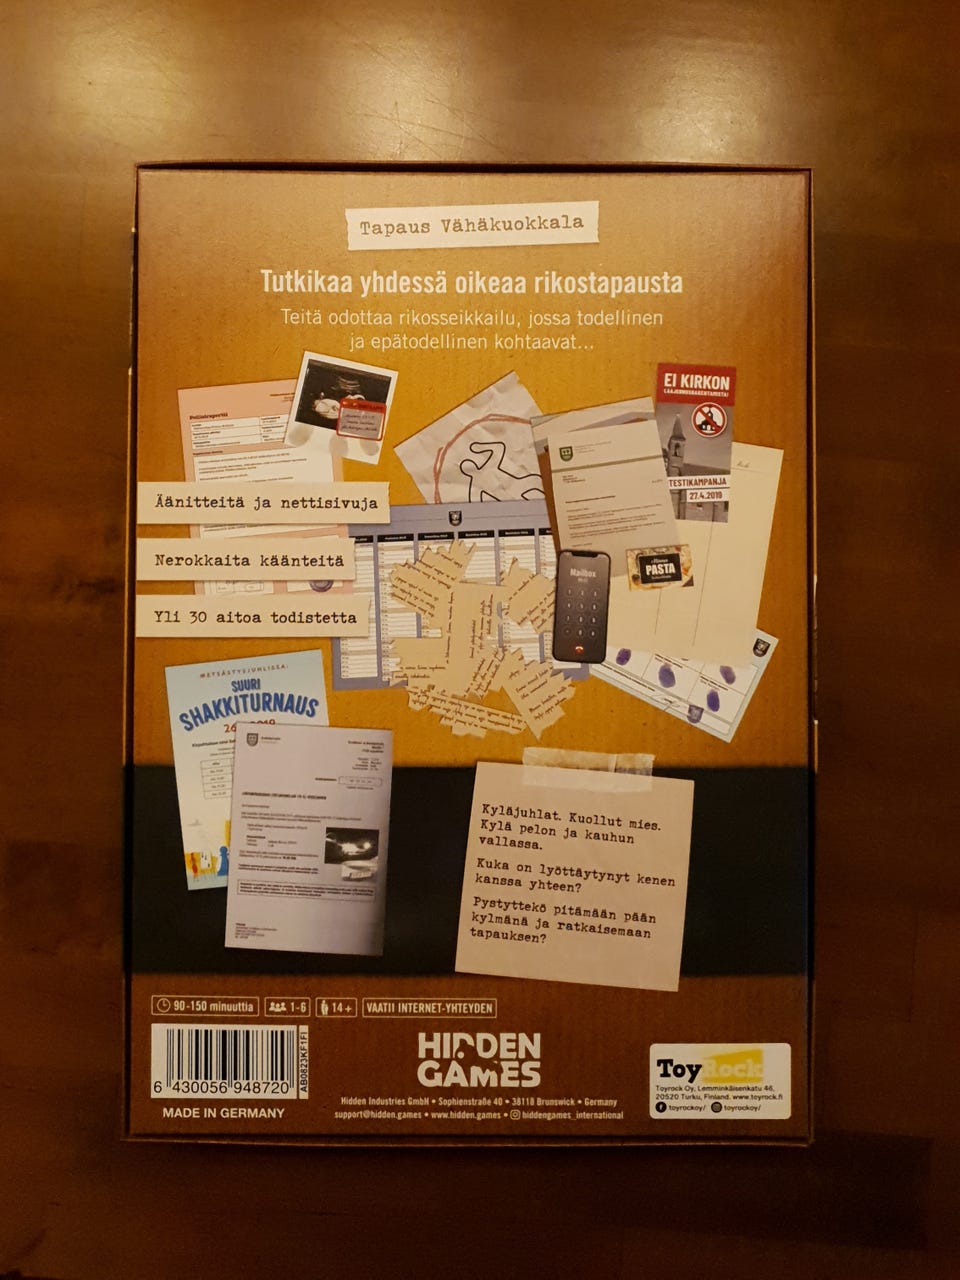 Tapaus Vähäkuokkala
Tutkikaa yhdessä oikeaa rikostapausta
Teitä odottaa rikosseikkailu, jossa todellinen
ja epätodellinen kohtaavat...
Poliisiraportti
EI KIRKON
LAAJENNUSRAKENTAMISTA!
TESTIKAMPANJA
27.4.2019
Äänitteitä ja nettisivuja
Nerokkaita käänteitä
Yli 30 aitoa todistetta
Mailbox
PASTA
METSÄSTYSJUHLISSA:
SUURI
SHAKKITURNAUS
Kyläjuhlat. Kuollut mies.
Kylä pelon ja kauhun
vallassa.
Kuka on lyöttäytynyt kenen
kanssa yhteen?
Pystyttekö pitämään pään
kylmänä ja ratkaisemaan
tapauksen?
90-150 minuuttia 1-6 14+ VAATII INTERNET-YHTEYDEN
6 430056 948720
AB0823KF1FI
MADE IN GERMANY
HIDDEN
GAMES
Hidden Industries GmbH • Sophienstraße 40 • 38118 Brunswick • Germany
support@hidden.games • www.hidden.games • hiddengames_international
ToyRock
Toyrock Oy, Lemminkäisenkatu 46,
20520 Turku, Finland. www.toyrock.fi
toyrockoy/ toyrockoy/